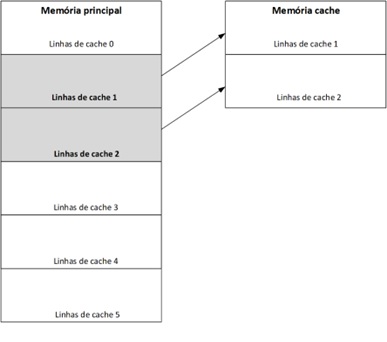 Memória principal
Linhas de cache 0
Linhas de cache 1
Linhas de cache 2
Linhas de cache 3
Linhas de cache 4
Linhas de cache 5
Memória cache
Linhas de cache 1
Linhas de cache 2